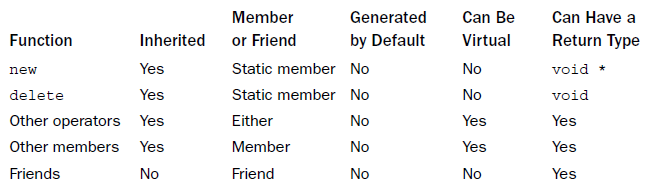 Member Generated Can Be Can Have a
Function Inherited or Friend by Default Virtual Return Type
new Yes Static member No No void *
delete Yes Static member No No void
Other operators Yes Either No Yes Yes
Other members Yes Member No Yes Yes
Friends No Friend No No Yes